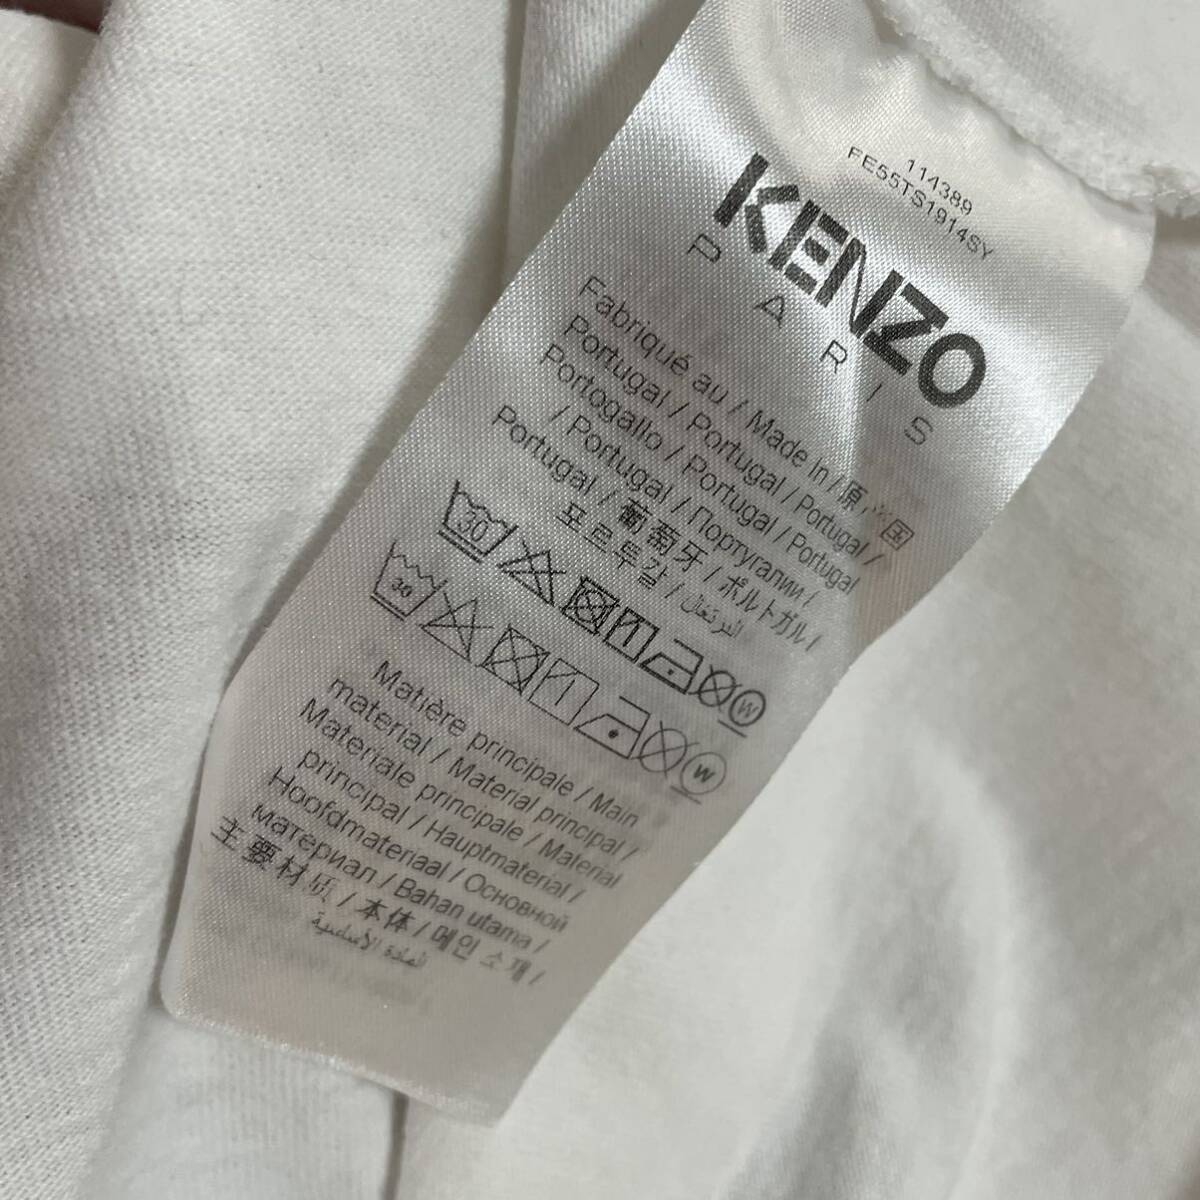 114389
FE55TS1914SY
KENZO
PARIS
Fabriqué au / Made in / 原产国
Portugal / Portugal / Portugal /
Portogallo / Portugal / Portugal
/ Portugal / Португалии /
Portugal / 葡萄牙 / ポルトガル /
포르투갈 / البرتغال
30 W
30 W
Matière principale / Main
material / Material principal /
Materiale principale / Material
principal / Hauptmaterial /
Hoofdmateriaal / Основной
материал / Bahan utama /
主要材质 / 本体 / 메인 소재 /
المادة الأساسية